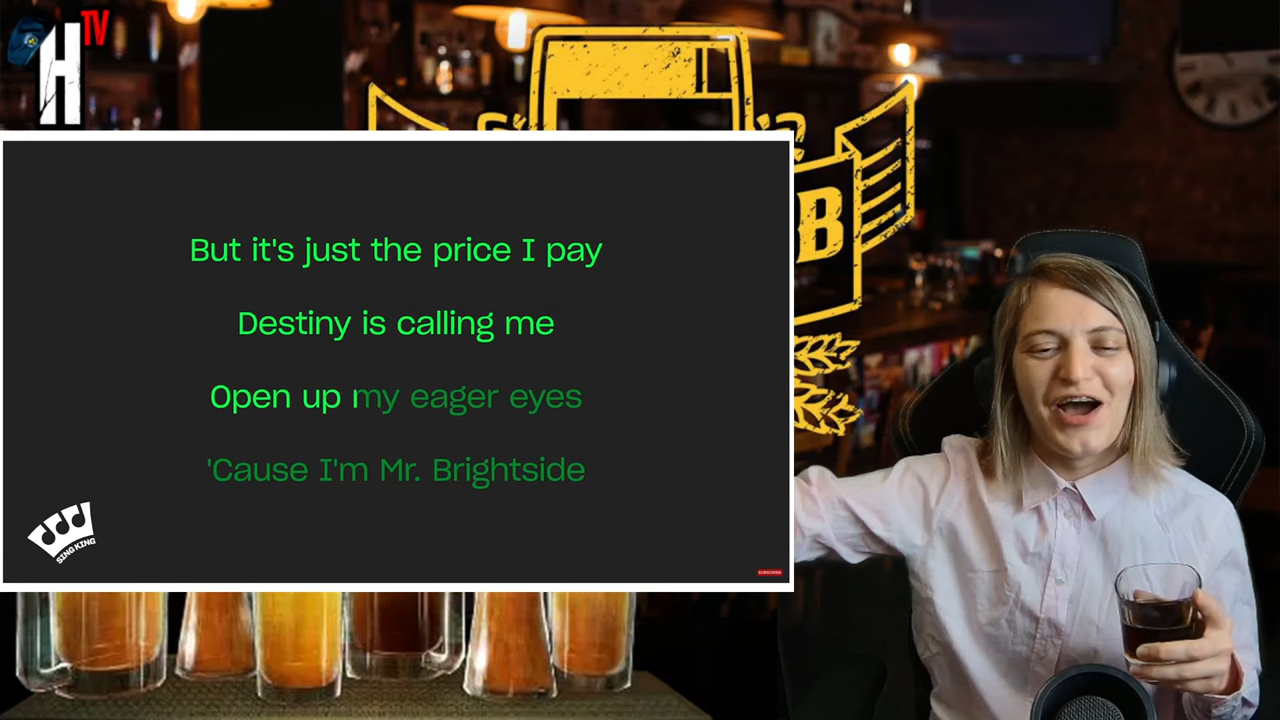 H TV
But it's just the price I pay
Destiny is calling me
Open up my eager eyes
'Cause I'm Mr. Brightside
SING KING
SUBSCRIBE
B